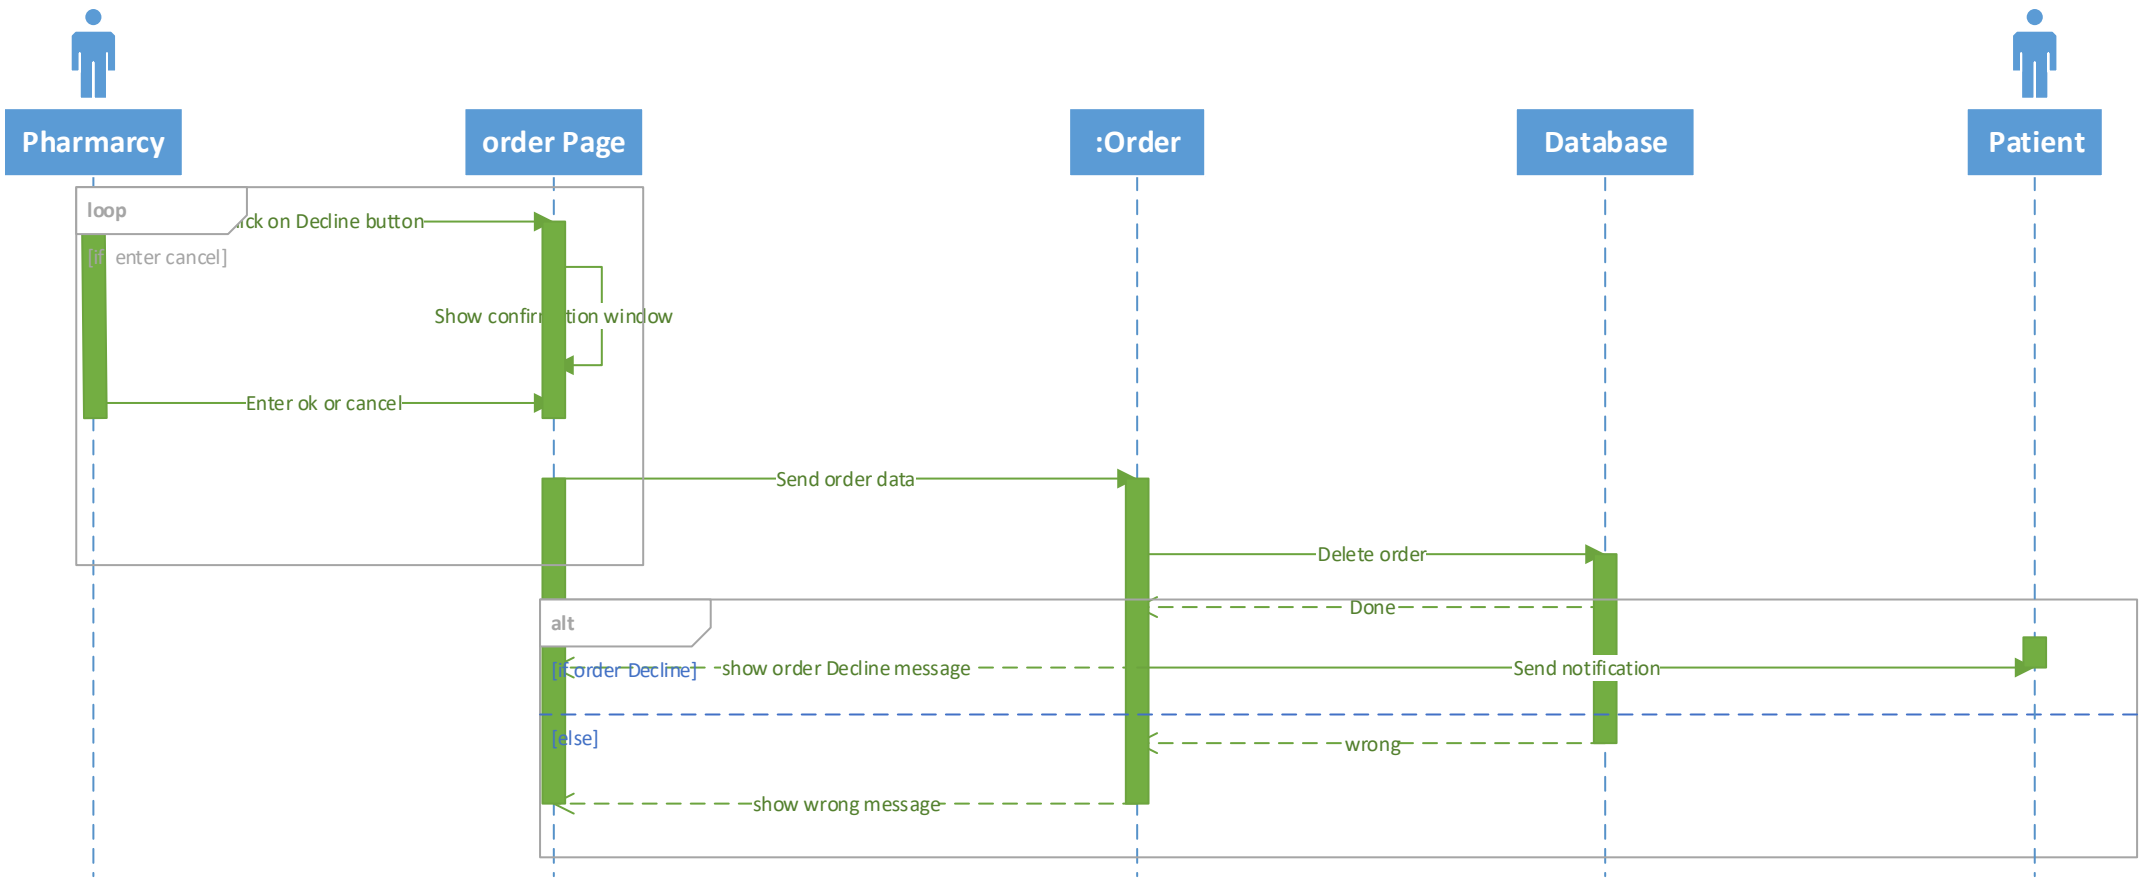 Pharmarcy
order Page
:Order
Database
Patient
loop
ck on Decline button
[if enter cancel]
Show confir tion window
Enter ok or cancel
Send order data
Delete order
alt
Done
[if order Decline]
show order Decline message
Send notification
[else]
wrong
show wrong message